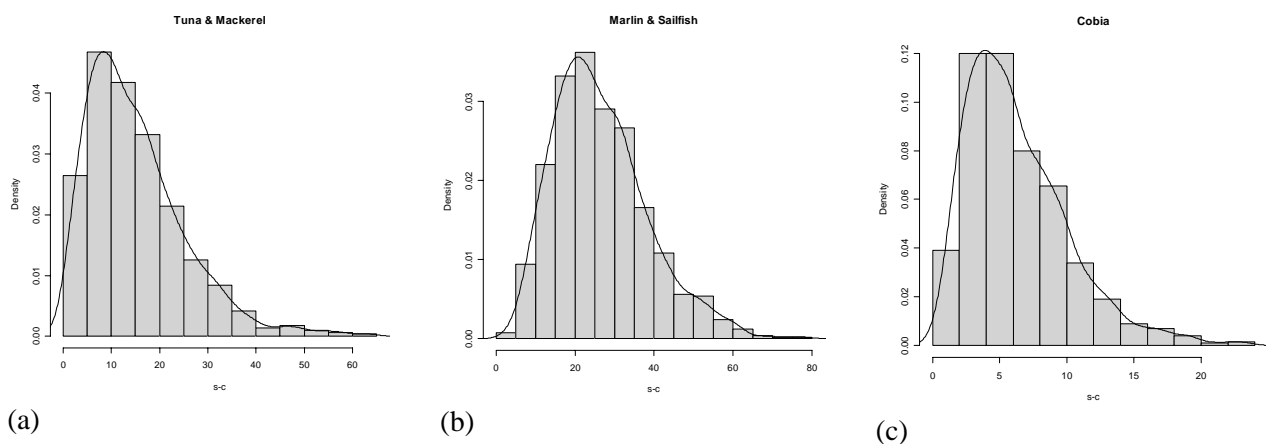 Tuna & Mackerel
Density
0.00
0.01
0.02
0.03
0.04
0 10 20 30 40 50 60
s-c
(a)
Marlin & Sailfish
Density
0.00
0.01
0.02
0.03
0 20 40 60 80
s-c
(b)
Cobia
Density
0.00
0.02
0.04
0.06
0.08
0.10
0.12
0 5 10 15 20
s-c
(c)